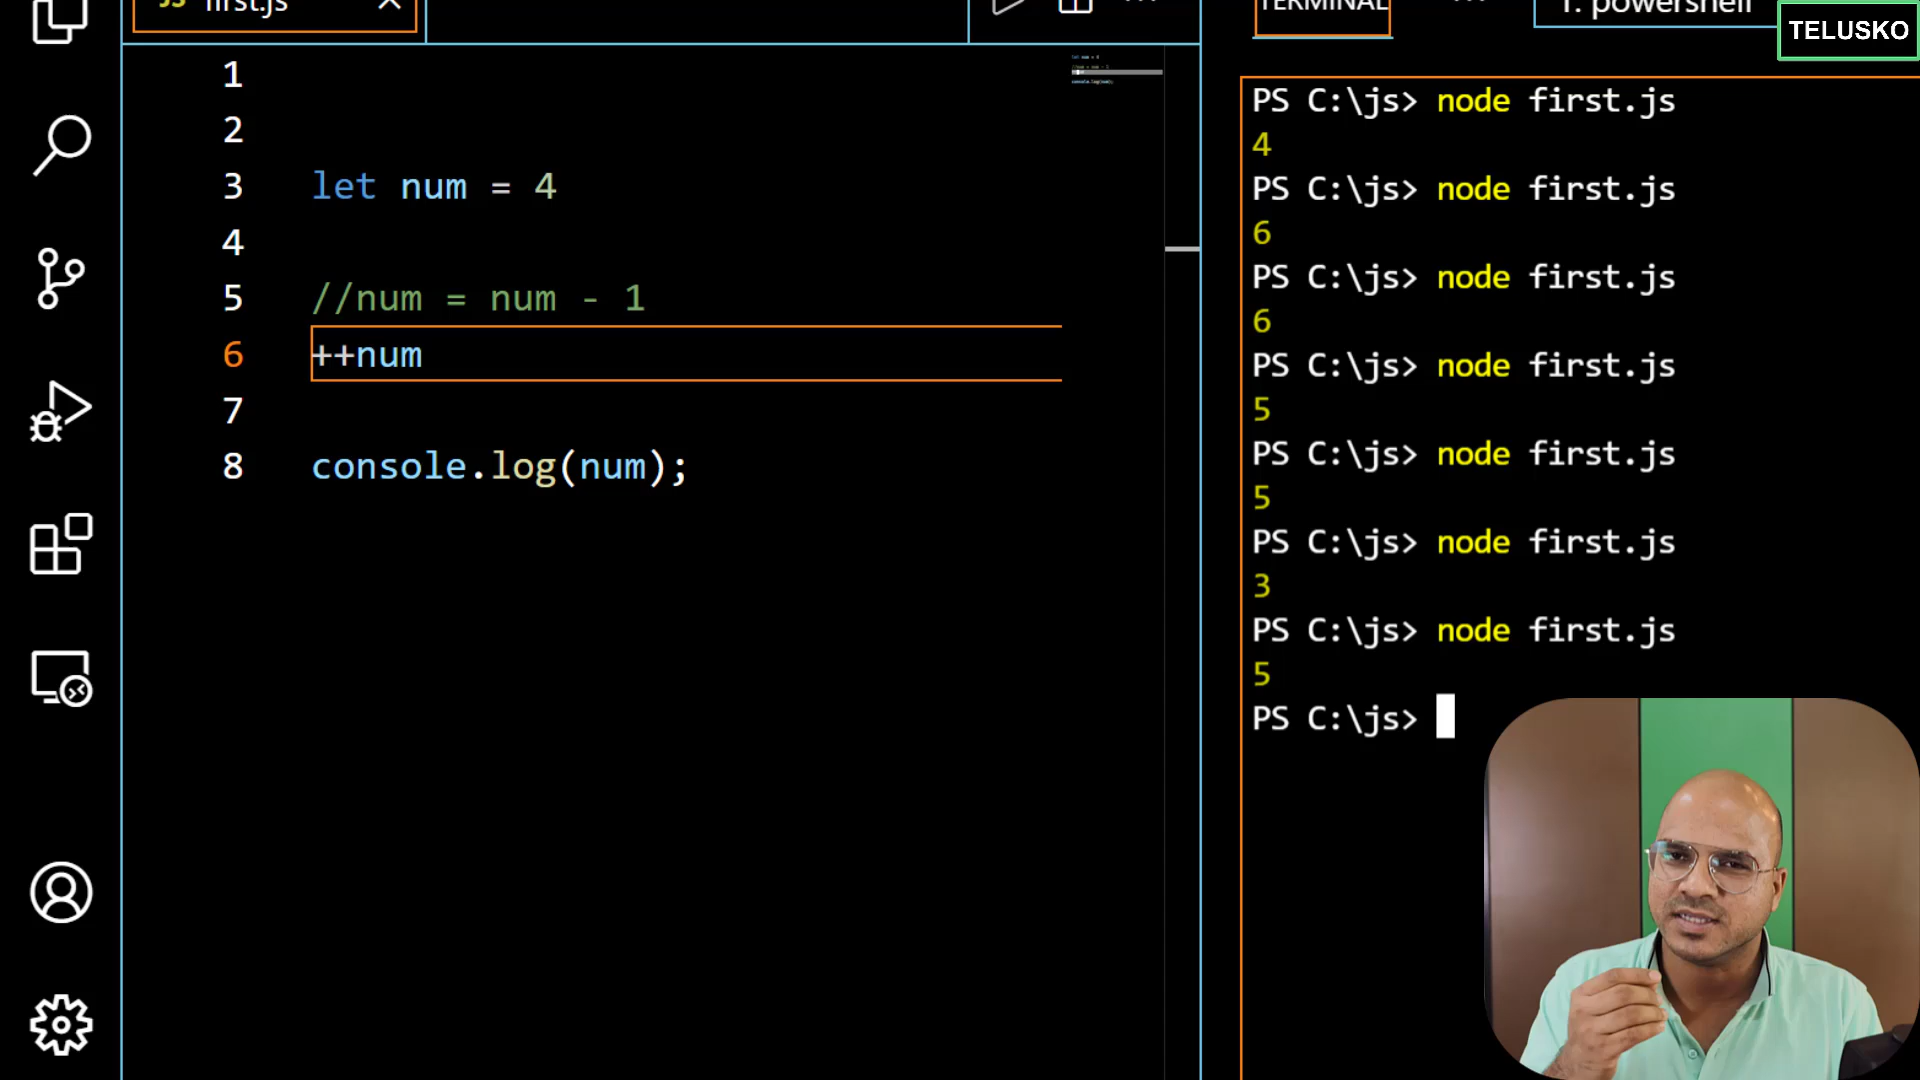 JS first.js
1
2
3 let num = 4
4
5 //num = num - 1
6 ++num
7
8 console.log(num);
TERMINAL
1: powershell
TELUSKO
PS C:\js> node first.js
4
PS C:\js> node first.js
6
PS C:\js> node first.js
6
PS C:\js> node first.js
5
PS C:\js> node first.js
5
PS C:\js> node first.js
3
PS C:\js> node first.js
5
PS C:\js>